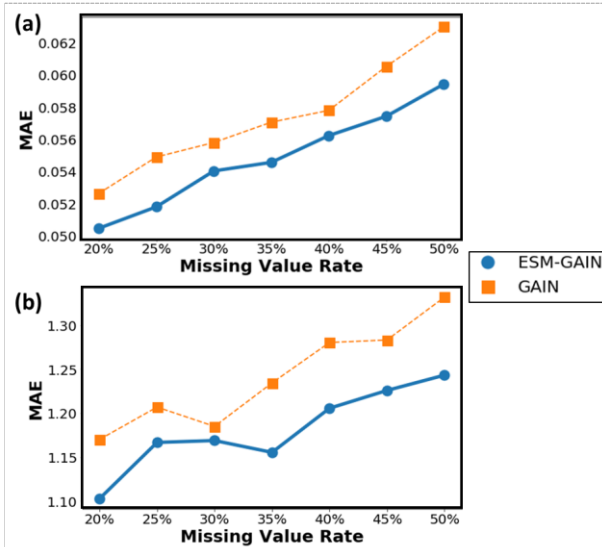 (a)
0.062
0.060
0.058
0.056
0.054
0.052
0.050
MAE
20% 25% 30% 35% 40% 45% 50%
Missing Value Rate
ESM-GAIN
GAIN
(b)
1.30
1.25
1.20
1.15
1.10
MAE
20% 25% 30% 35% 40% 45% 50%
Missing Value Rate